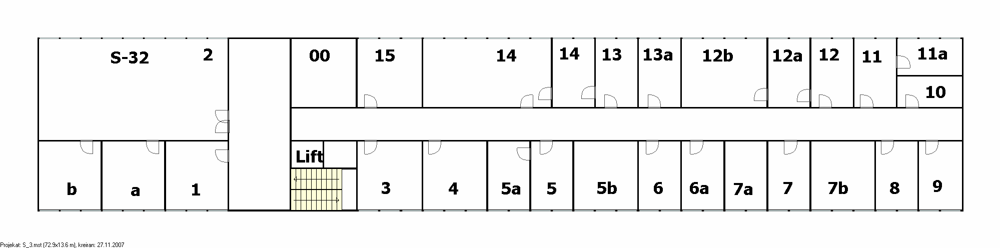 S-32 2 00 15 14 14 13 13a 12b 12a 12 11 11a
10
Lift
b a 1 3 4 5a 5 5b 6 6a 7a 7 7b 8 9
Projekat: S_3.mst (72.9x13.6 m), kreiran: 27.11.2007